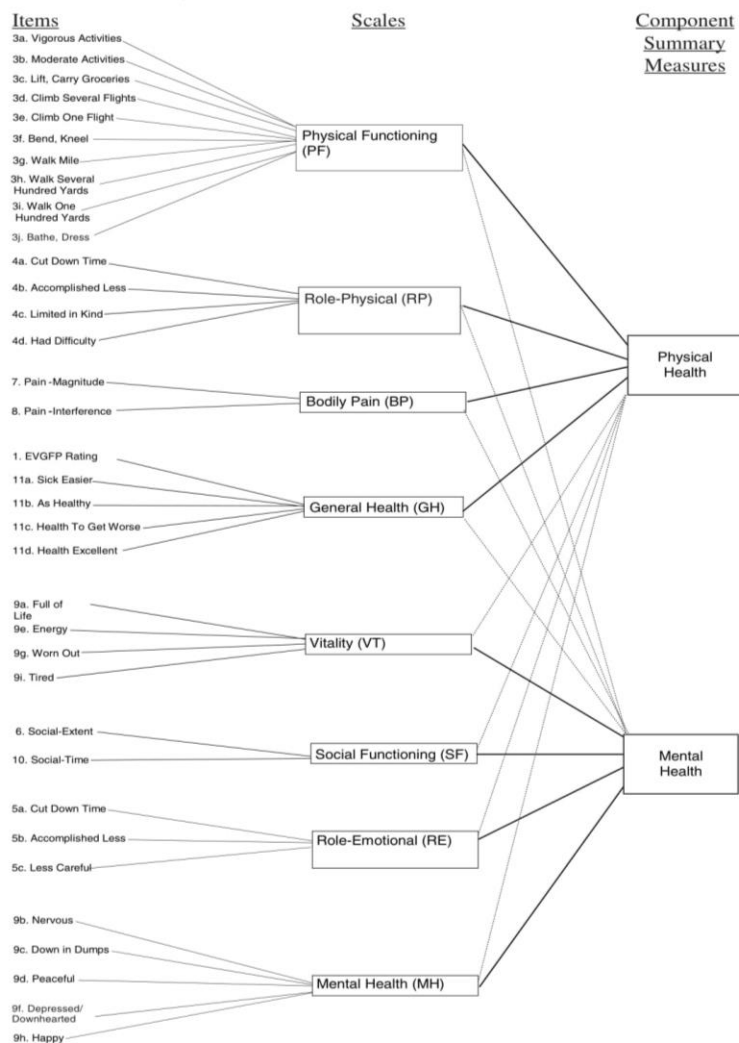 Items
Scales
Component
Summary
Measures
3a. Vigorous Activities
3b. Moderate Activities
3c. Lift, Carry Groceries
3d. Climb Several Flights
3e. Climb One Flight
3f. Bend, Kneel
3g. Walk Mile
3h. Walk Several
Hundred Yards
3i. Walk One
Hundred Yards
3j. Bathe, Dress
Physical Functioning
(PF)
4a. Cut Down Time
4b. Accomplished Less
4c. Limited in Kind
4d. Had Difficulty
Role-Physical (RP)
7. Pain -Magnitude
8. Pain -Interference
Bodily Pain (BP)
Physical
Health
1. EVGFP Rating
11a. Sick Easier
11b. As Healthy
11c. Health To Get Worse
11d. Health Excellent
General Health (GH)
9a. Full of
Life
9e. Energy
9g. Worn Out
9i. Tired
Vitality (VT)
6. Social-Extent
10. Social-Time
Social Functioning (SF)
Mental
Health
5a. Cut Down Time
5b. Accomplished Less
5c. Less Careful
Role-Emotional (RE)
9b. Nervous
9c. Down in Dumps
9d. Peaceful
9f. Depressed/
Downhearted
9h. Happy
Mental Health (MH)